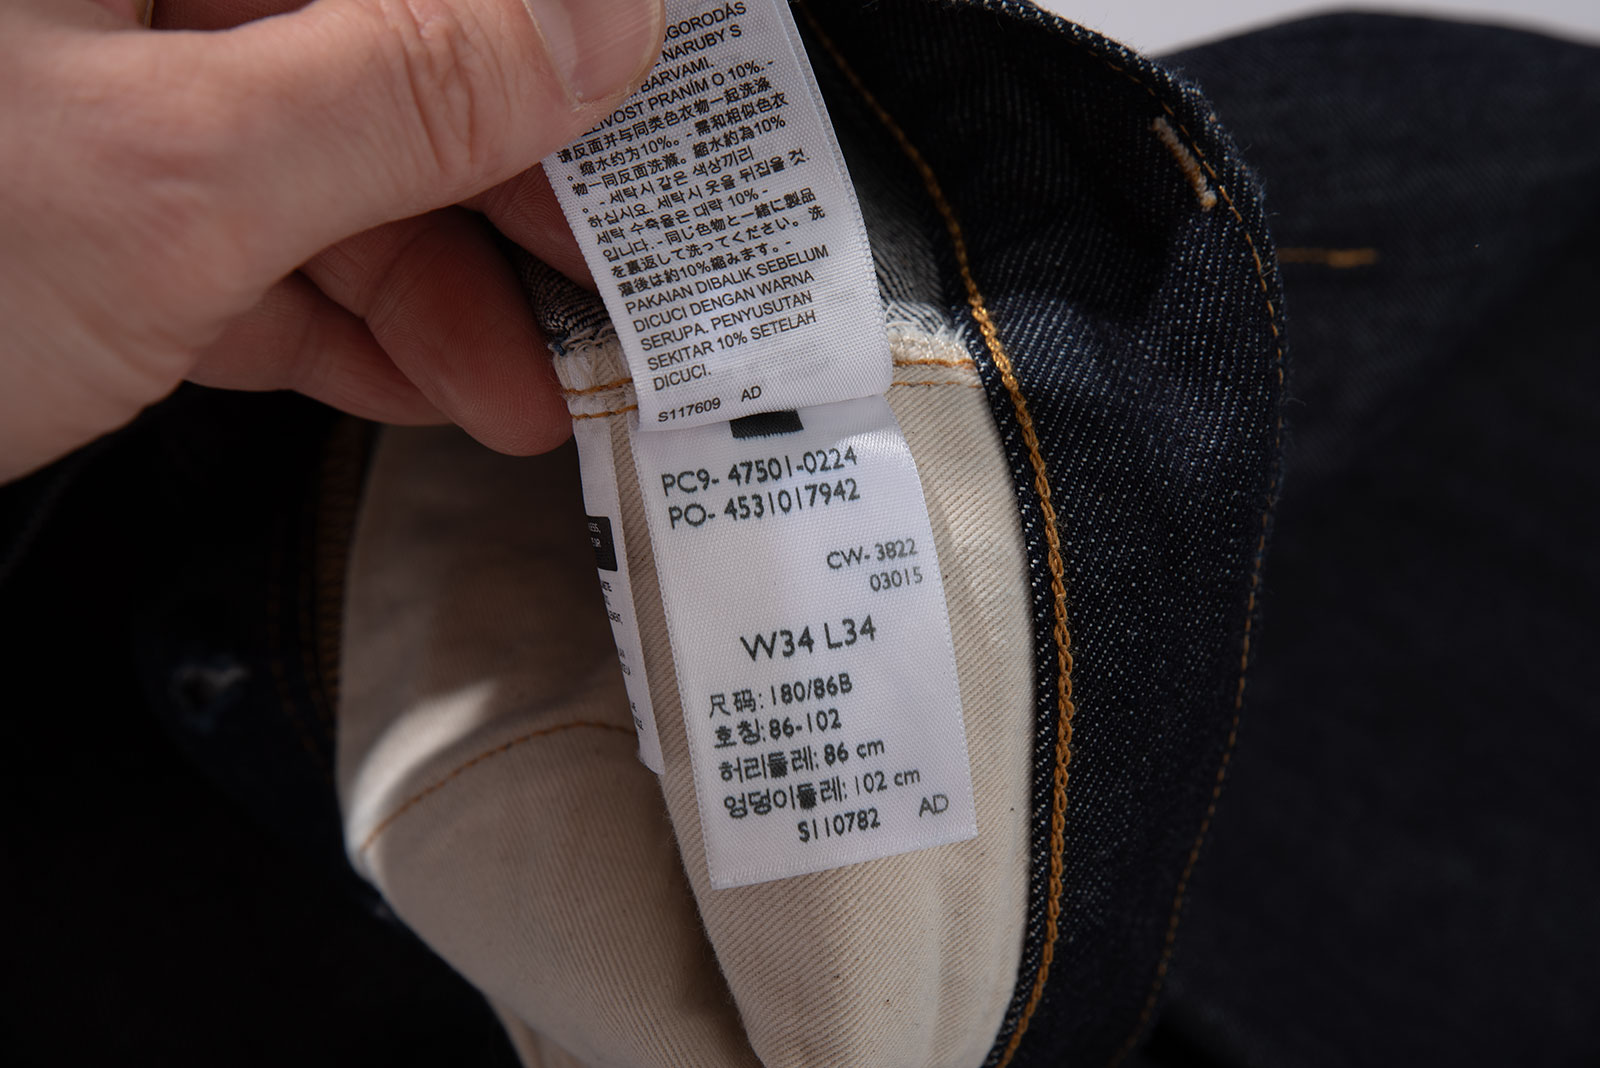 GORODÁS
NARUBY S
BARVAMI.
PRANÍM O 10%.-
请反面并与同类色衣物一起洗涤
。缩水约为10%。- 需和相似色衣
物一同反面洗滌。縮水約為10%
。- 세탁시 같은 색상끼리
하십시요. 세탁시 옷을 뒤집을 것.
세탁 수축율은 대략 10% -
입니다. - 同じ色物と一緒に製品
を裏返して洗ってください。洗
濯後は約10%縮みます。-
PAKAIAN DIBALIK SEBELUM
DICUCI DENGAN WARNA
SERUPA. PENYUSUTAN
SEKITAR 10% SETELAH
DICUCI.
S117609 AD
PC9- 47501-0224
PO- 4531017942
CW- 3822
03015
W34 L34
尺码: 180/86B
호칭:86-102
허리둘레: 86 cm
엉덩이둘레: 102 cm
S110782 AD